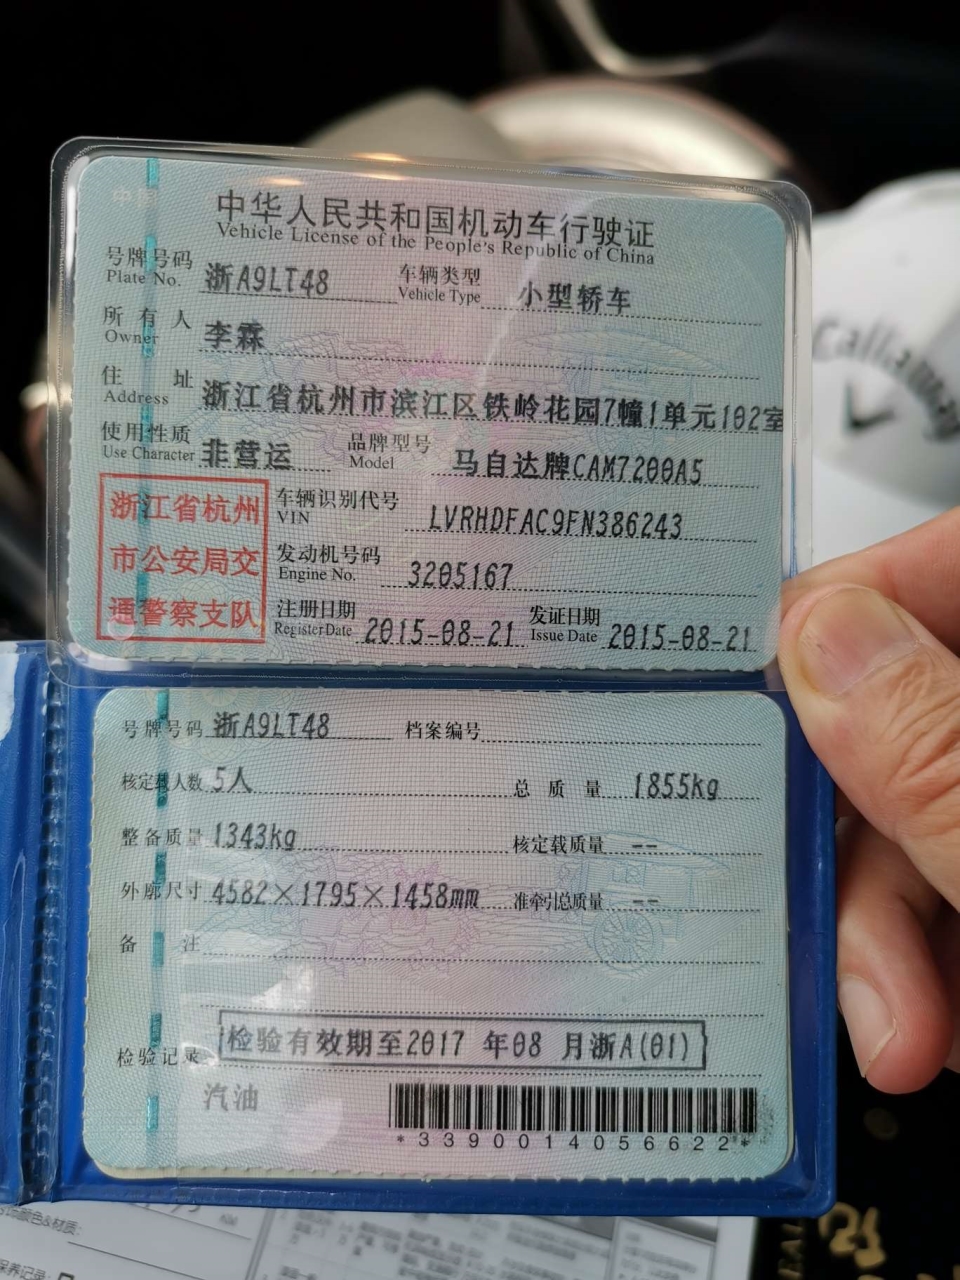 中华人民共和国机动车行驶证
Vehicle License of the People's Republic of China
号牌号码 浙A9LT48 车辆类型 小型轿车
Plate No. Vehicle Type
所有人 李霖
Owner
住址 浙江省杭州市滨江区铁岭花园7幢1单元102室
Address
使用性质 非营运 品牌型号 马自达牌CAM7200A5
Use Character Model
浙江省杭州
市公安局交
通警察支队
车辆识别代号 LVRHDFAC9FN386243
VIN
发动机号码 3205167
Engine No.
注册日期 2015-08-21 发证日期 2015-08-21
Register Date Issue Date
号牌号码 浙A9LT48 档案编号
核定载人数 5人 总质量 1855kg
整备质量 1343kg 核定载质量 --
外廓尺寸 4582×1795×1458mm 准牵引总质量 --
备注
检验记录 检验有效期至2017年08月浙A(01)
汽油
*3390014056622*
Callaway
保养记录: